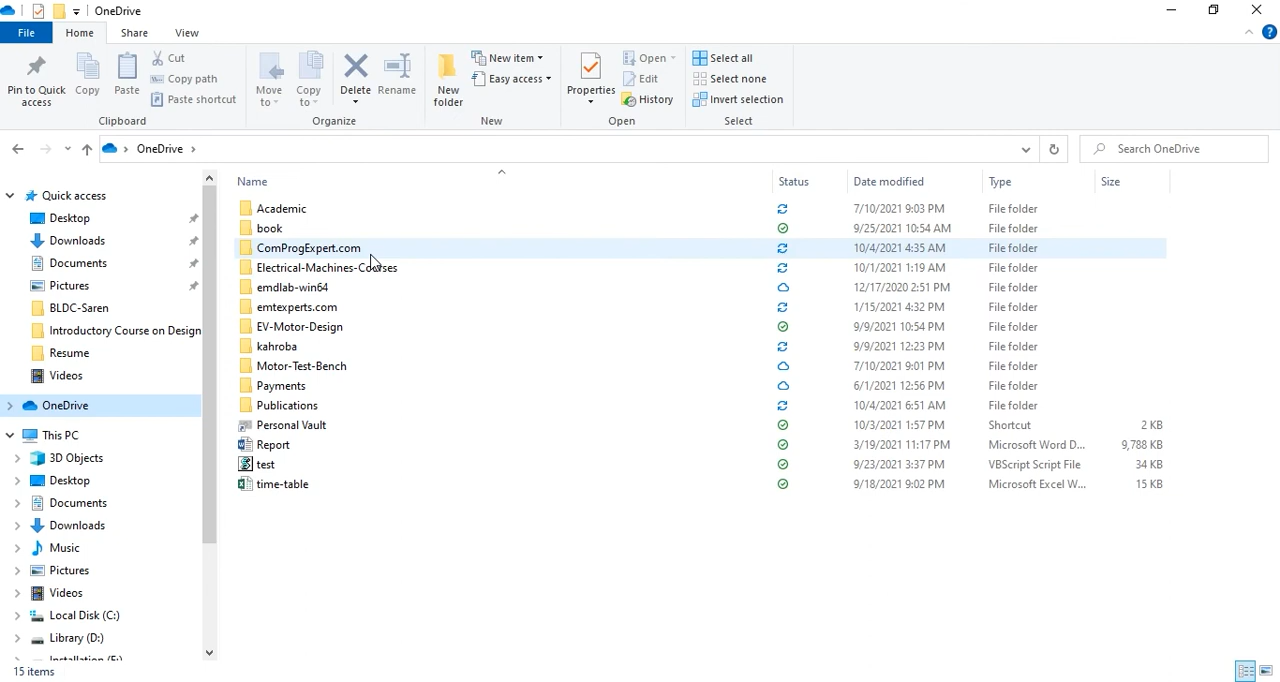 OneDrive
File Home Share View
Pin to Quick access
Copy
Paste
Cut
Copy path
Paste shortcut
Clipboard
Move to
Copy to
Delete
Rename
Organize
New folder
New item
Easy access
New
Properties
Open
Edit
History
Open
Select all
Select none
Invert selection
Select
OneDrive
Search OneDrive
Quick access
Desktop
Downloads
Documents
Pictures
BLDC-Saren
Introductory Course on Design
Resume
Videos
OneDrive
This PC
3D Objects
Desktop
Documents
Downloads
Music
Pictures
Videos
Local Disk (C:)
Library (D:)
Name Status Date modified Type Size
Academic 7/10/2021 9:03 PM File folder
book 9/25/2021 10:54 AM File folder
ComProgExpert.com 10/4/2021 4:35 AM File folder
Electrical-Machines-Courses 10/1/2021 1:19 AM File folder
emdlab-win64 12/17/2020 2:51 PM File folder
emtexperts.com 1/15/2021 4:32 PM File folder
EV-Motor-Design 9/9/2021 10:54 PM File folder
kahroba 9/9/2021 12:23 PM File folder
Motor-Test-Bench 7/10/2021 9:01 PM File folder
Payments 6/1/2021 12:56 PM File folder
Publications 10/4/2021 6:51 AM File folder
Personal Vault 10/3/2021 1:57 PM Shortcut 2 KB
Report 3/19/2021 11:17 PM Microsoft Word D... 9,788 KB
test 9/23/2021 3:37 PM VBScript Script File 34 KB
time-table 9/18/2021 9:02 PM Microsoft Excel W... 15 KB
15 items